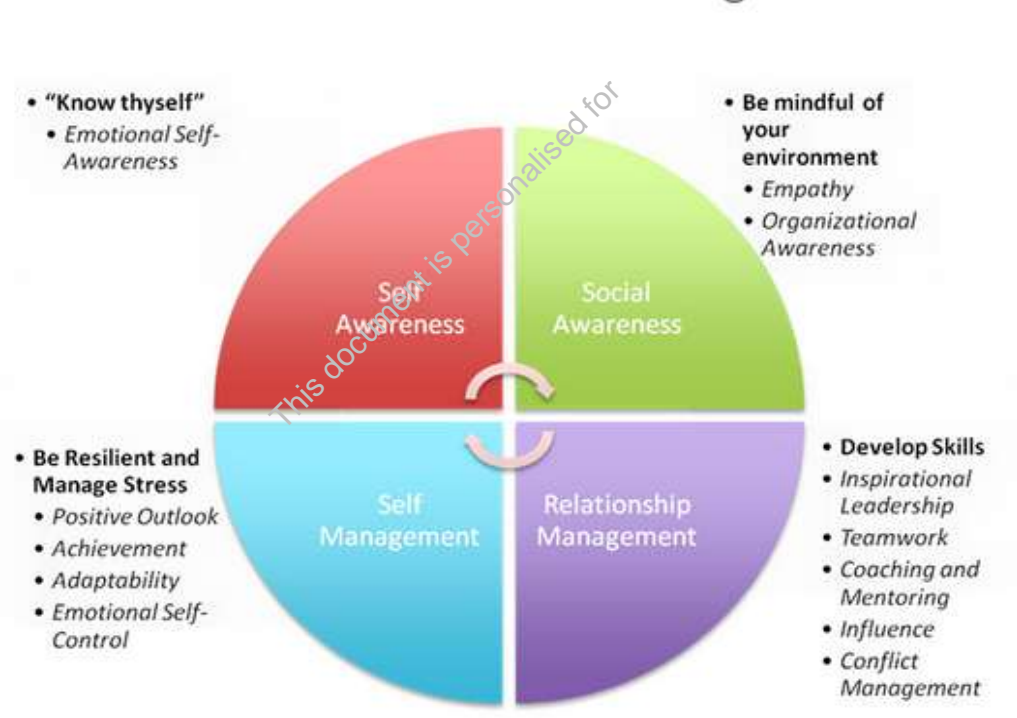 • “Know thyself”
• Emotional Self-
Awareness
• Be mindful of
your
environment
• Empathy
• Organizational
Awareness
Self
Awareness
Social
Awareness
This document is personalised for
• Be Resilient and
Manage Stress
• Positive Outlook
• Achievement
• Adaptability
• Emotional Self-
Control
Self
Management
Relationship
Management
• Develop Skills
• Inspirational
Leadership
• Teamwork
• Coaching and
Mentoring
• Influence
• Conflict
Management